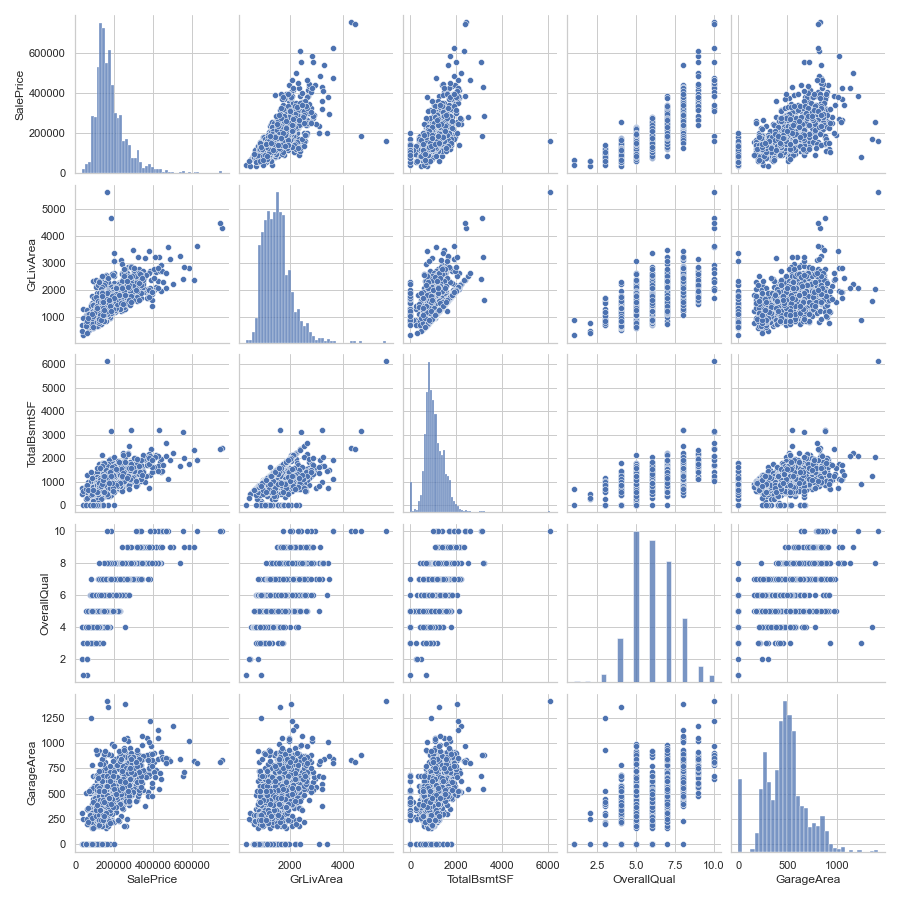 SalePrice
600000
400000
200000
0
GrLivArea
5000
4000
3000
2000
1000
TotalBsmtSF
6000
5000
4000
3000
2000
1000
0
OverallQual
10
8
6
4
2
GarageArea
1250
1000
750
500
250
0
0 200000 400000 600000
2000 4000
0 2000 4000 6000
2.5 5.0 7.5 10.0
0 500 1000
SalePrice GrLivArea TotalBsmtSF OverallQual GarageArea